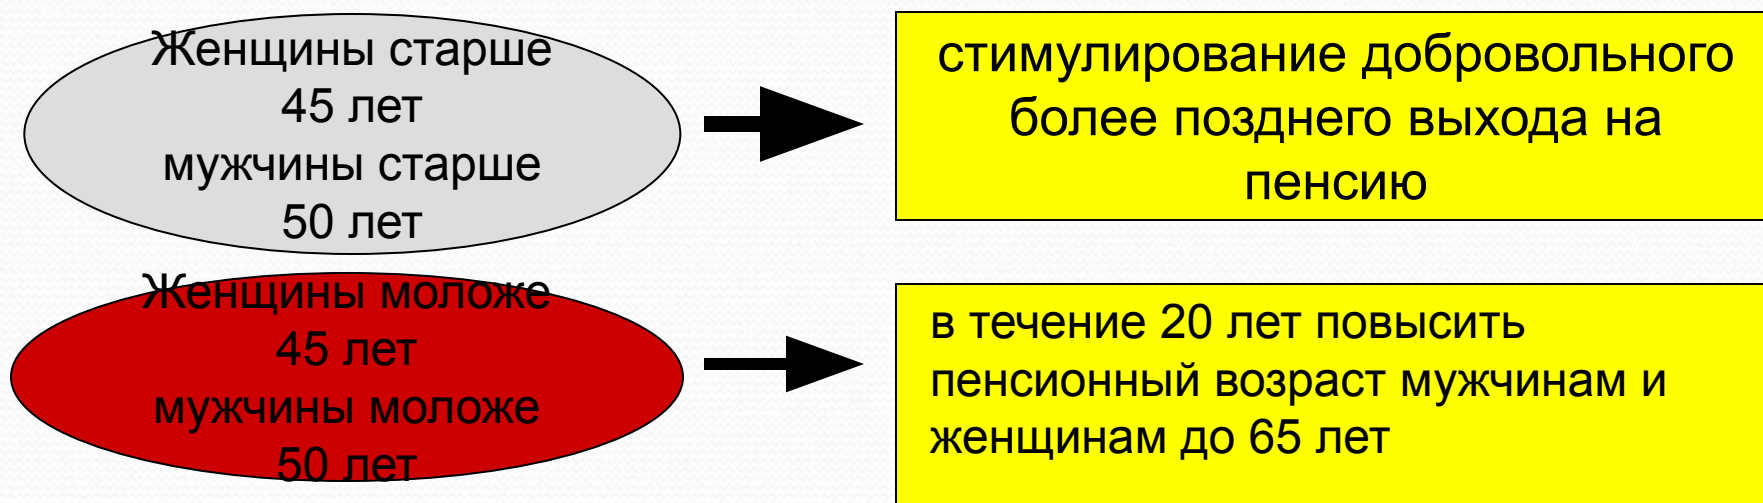 Женщины старше
45 лет
мужчины старше
50 лет
стимулирование добровольного
более позднего выхода на
пенсию
Женщины моложе
45 лет
мужчины моложе
50 лет
в течение 20 лет повысить
пенсионный возраст мужчинам и
женщинам до 65 лет